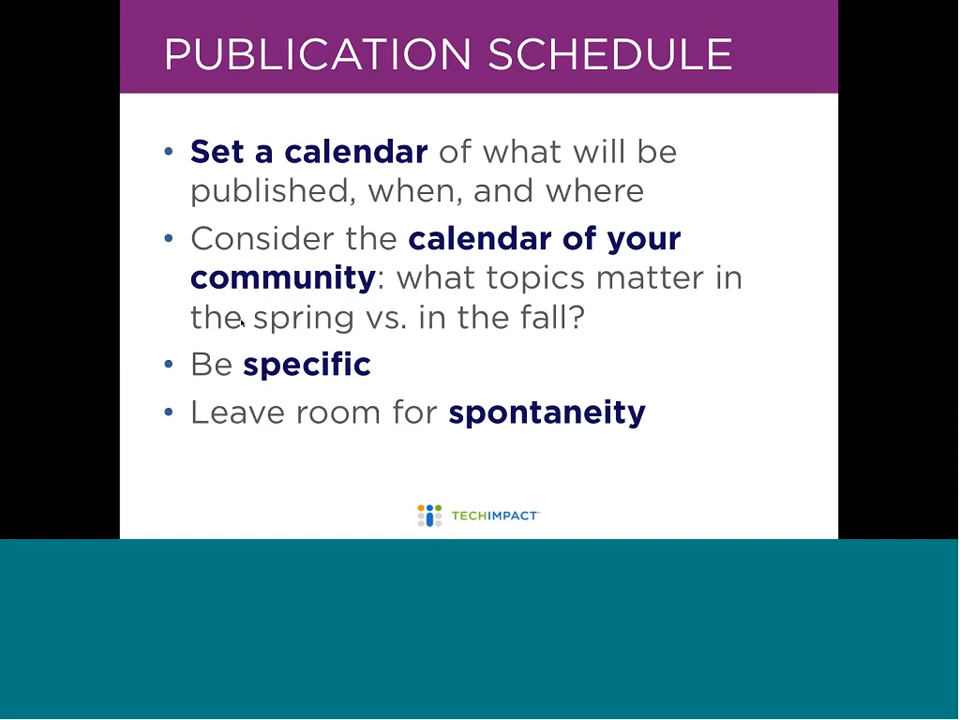 PUBLICATION SCHEDULE
• Set a calendar of what will be
published, when, and where
• Consider the calendar of your
community: what topics matter in
the spring vs. in the fall?
• Be specific
• Leave room for spontaneity
TECHIMPACT